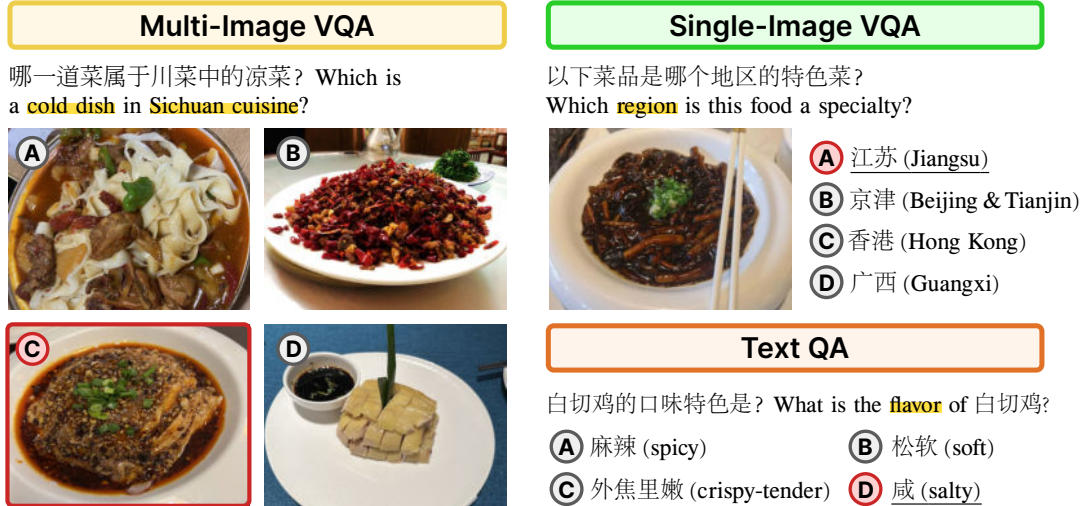 Multi-Image VQA
哪一道菜属于川菜中的凉菜? Which is
a cold dish in Sichuan cuisine?
A
B
C
D
Single-Image VQA
以下菜品是哪个地区的特色菜?
Which region is this food a specialty?
A 江苏 (Jiangsu)
B 京津 (Beijing & Tianjin)
C 香港 (Hong Kong)
D 广西 (Guangxi)
Text QA
白切鸡的口味特色是? What is the flavor of 白切鸡?
A 麻辣 (spicy)
B 松软 (soft)
C 外焦里嫩 (crispy-tender)
D 咸 (salty)